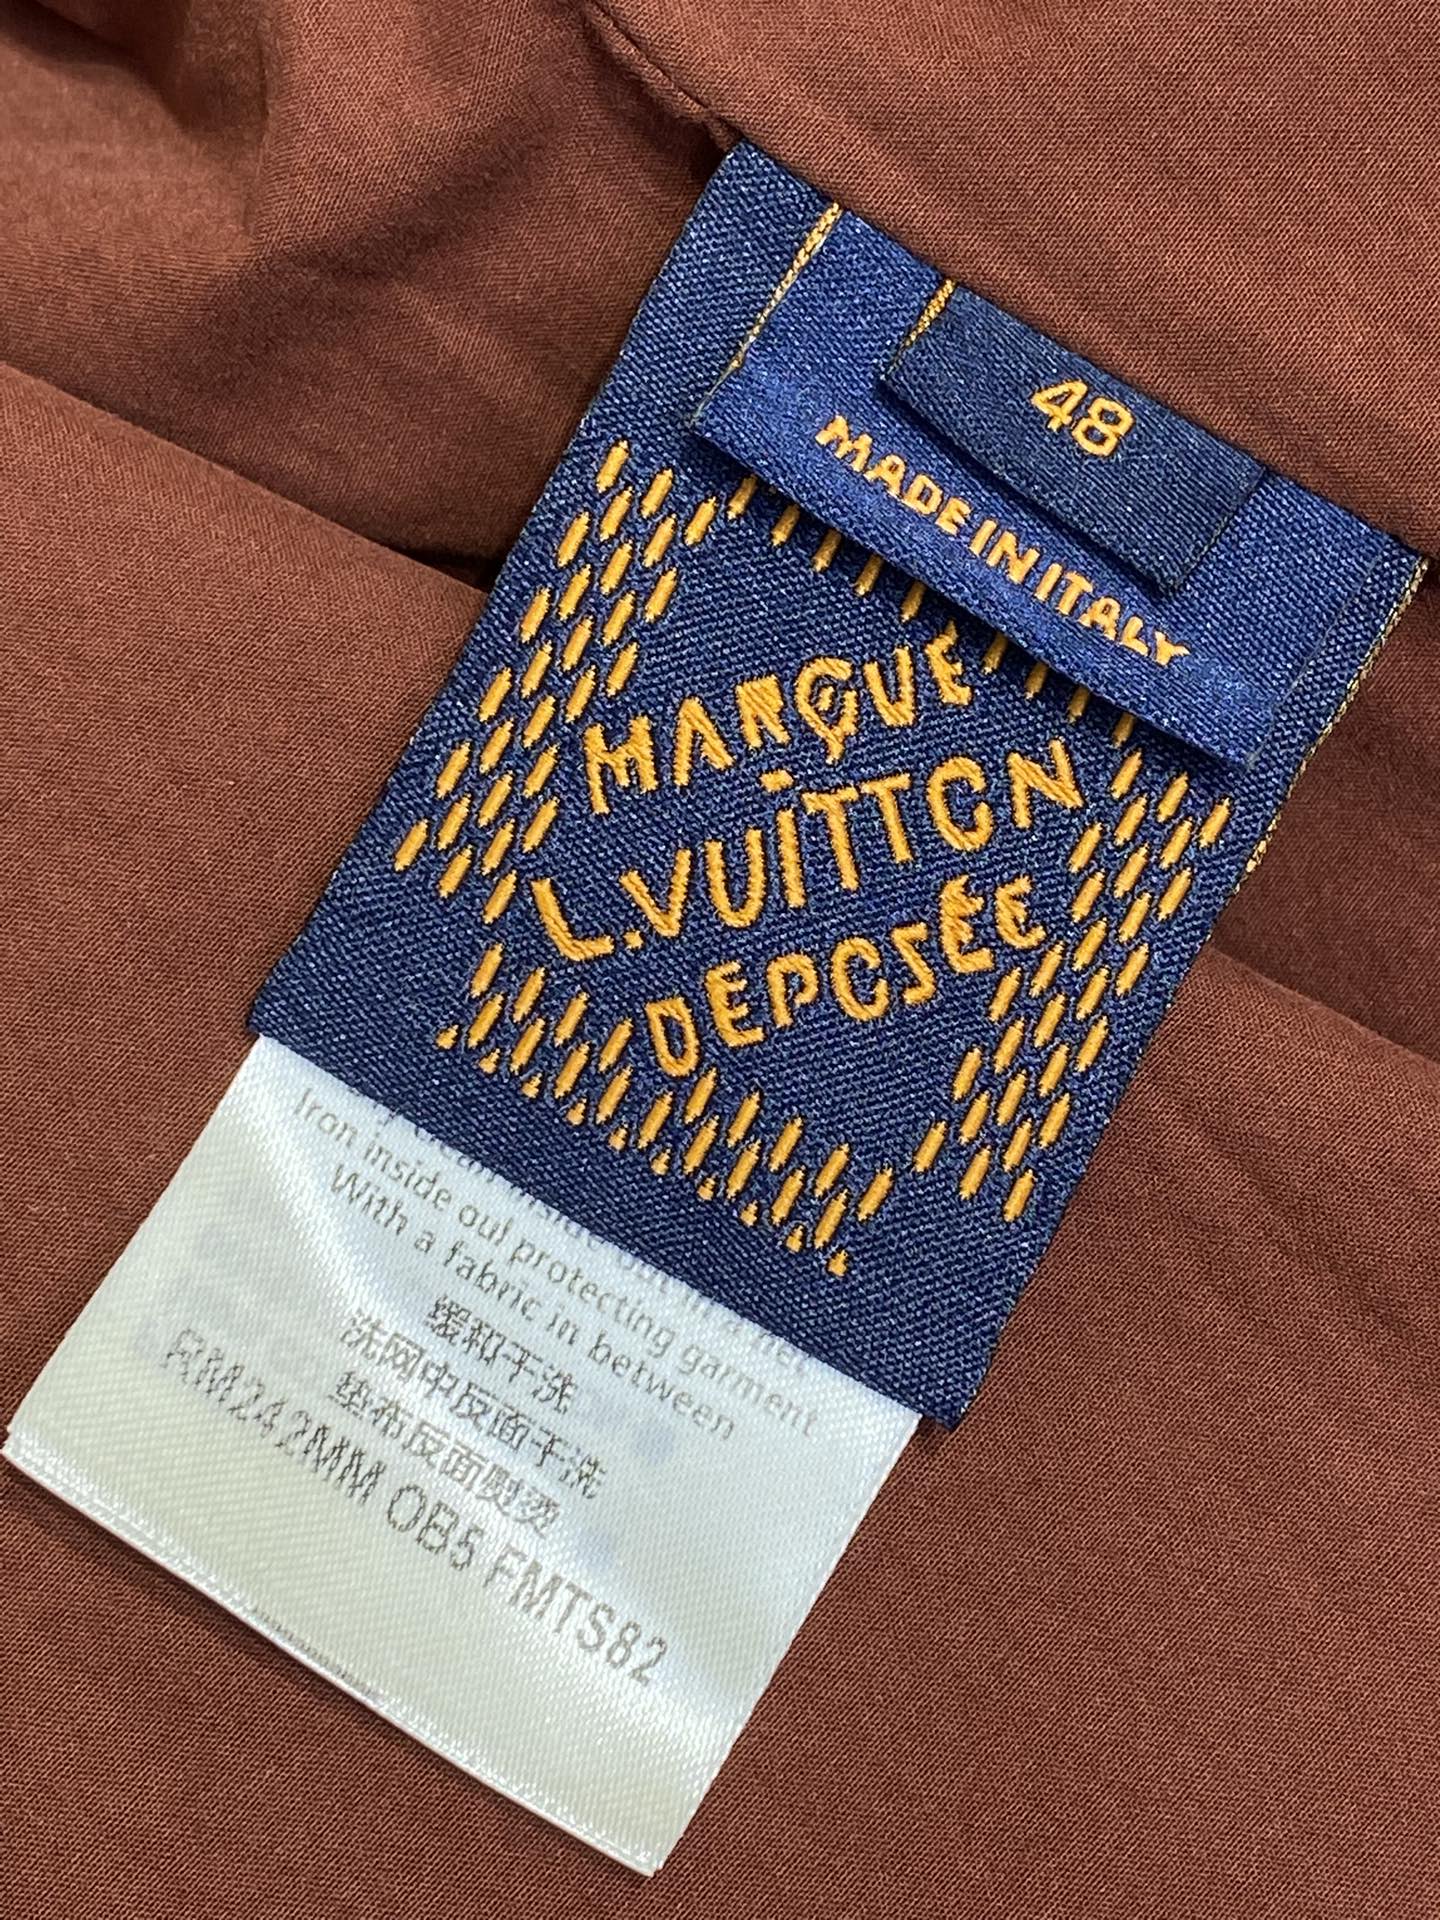 48
MADE IN ITALY
MARQUE
L.VUITTON
DEPOSÉE
Iron inside out protecting garment
With a fabric in between
缓和干洗
洗网中反面干洗
垫布反面熨烫
RM242MM OB5 FMTS82